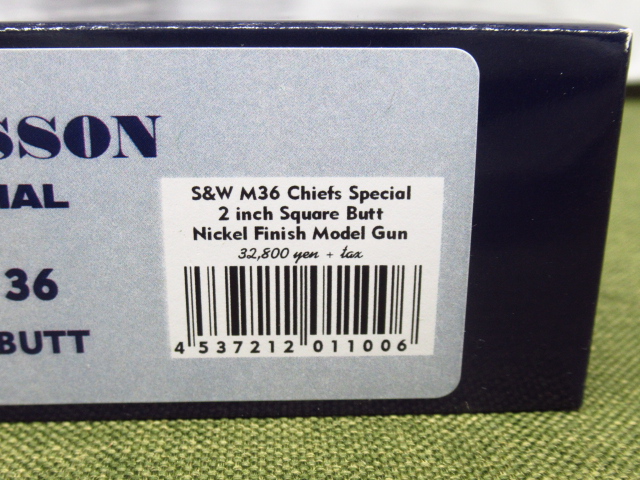 SSON
IAL
36
BUTT
S&W M36 Chiefs Special
2 inch Square Butt
Nickel Finish Model Gun
32,800 yen + tax
4 537212 011006